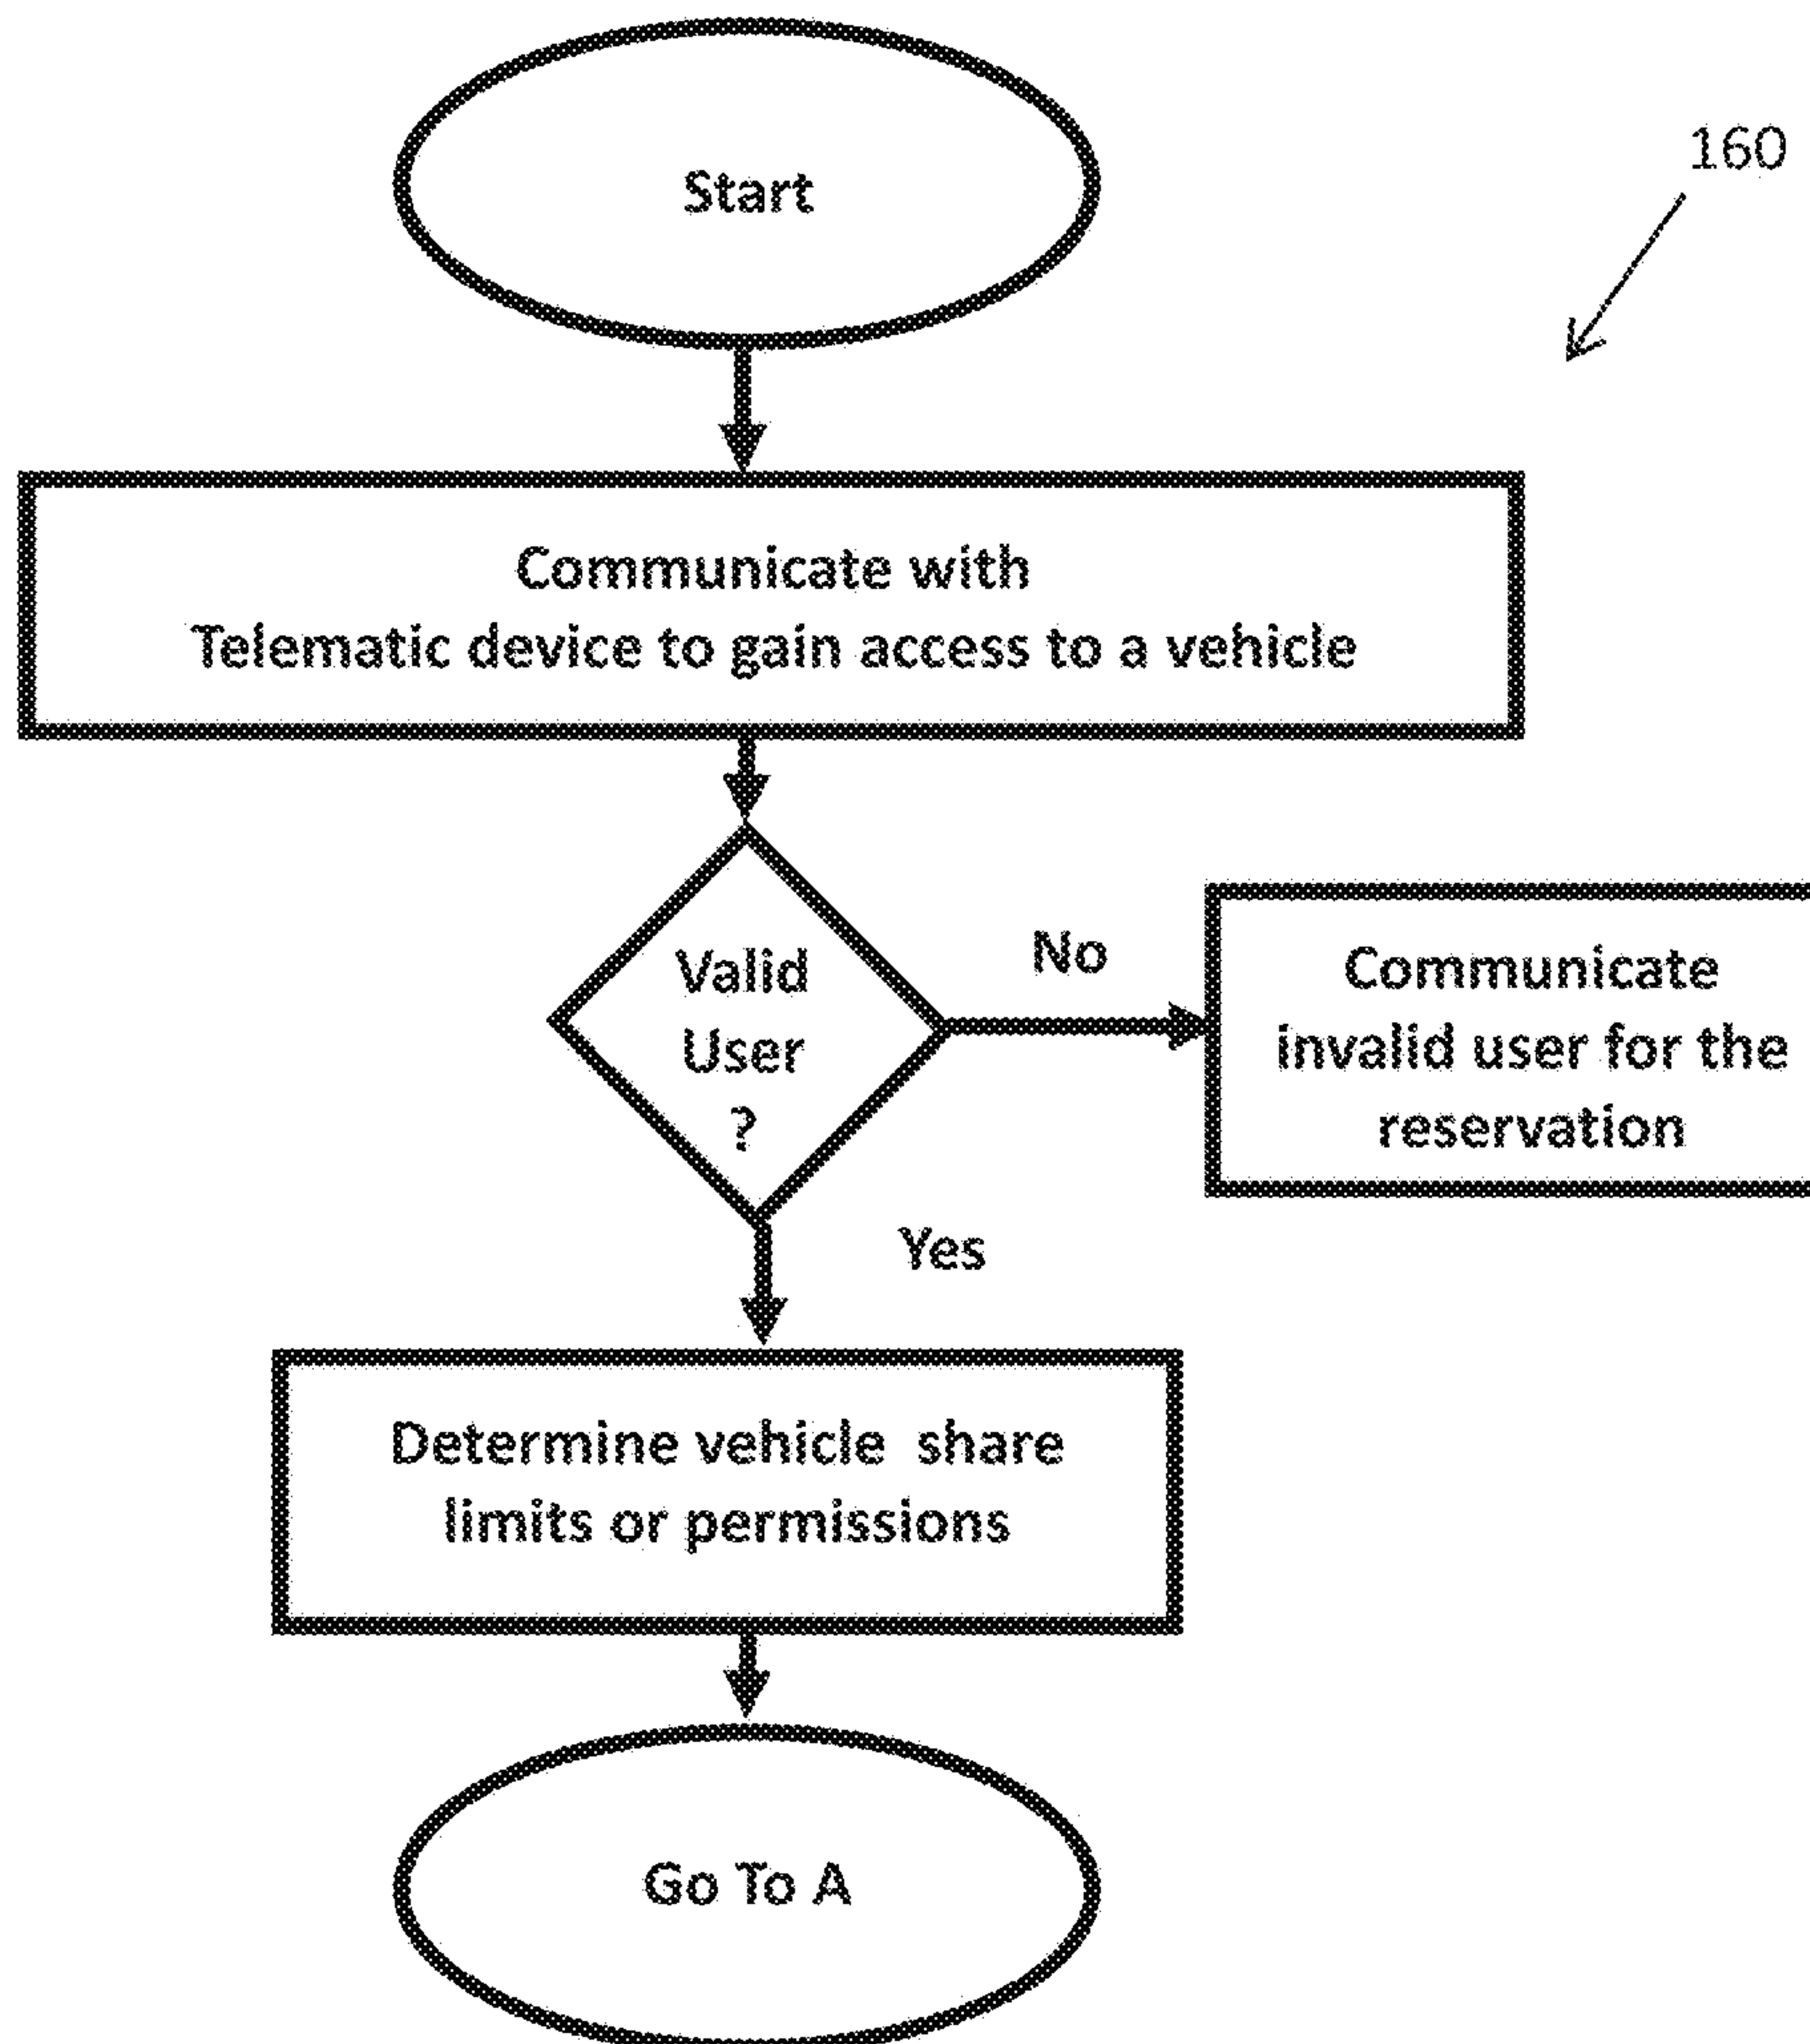 Start
160
Communicate with
Telematic device to gain access to a vehicle
Valid
User
?
No
Communicate
invalid user for the
reservation
Yes
Determine vehicle share
limits or permissions
Go To A